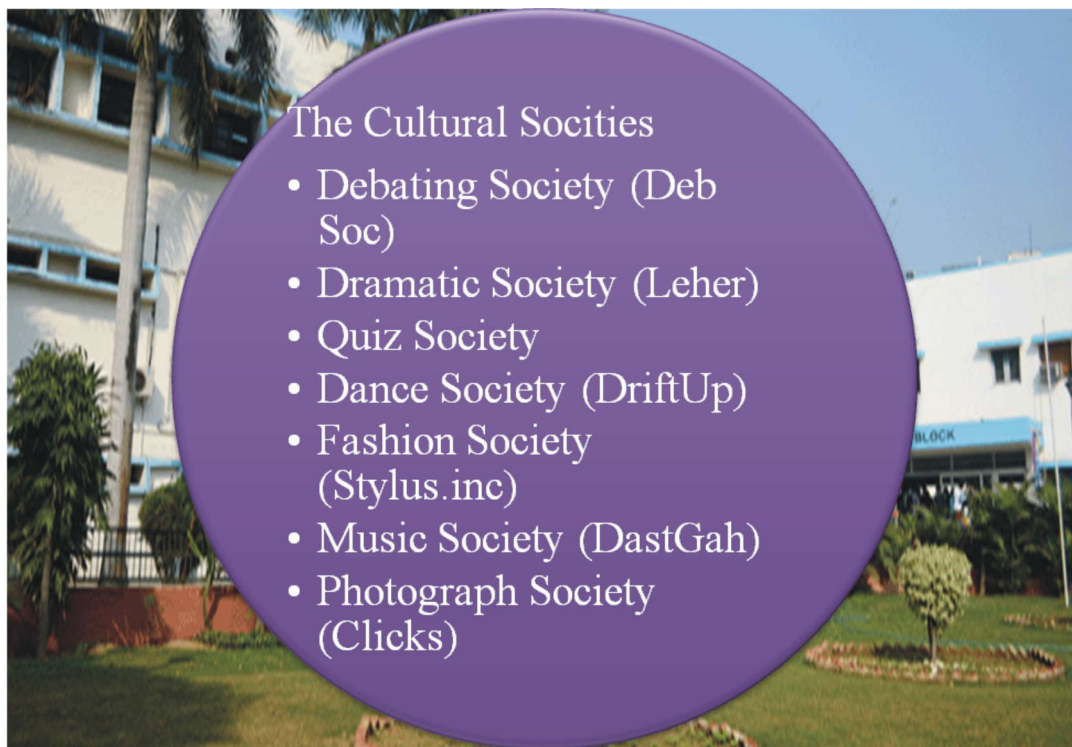 The Cultural Socities
• Debating Society (Deb
Soc)
• Dramatic Society (Leher)
• Quiz Society
• Dance Society (DriftUp)
• Fashion Society
(Stylus.inc)
• Music Society (DastGah)
• Photograph Society
(Clicks)
BLOCK